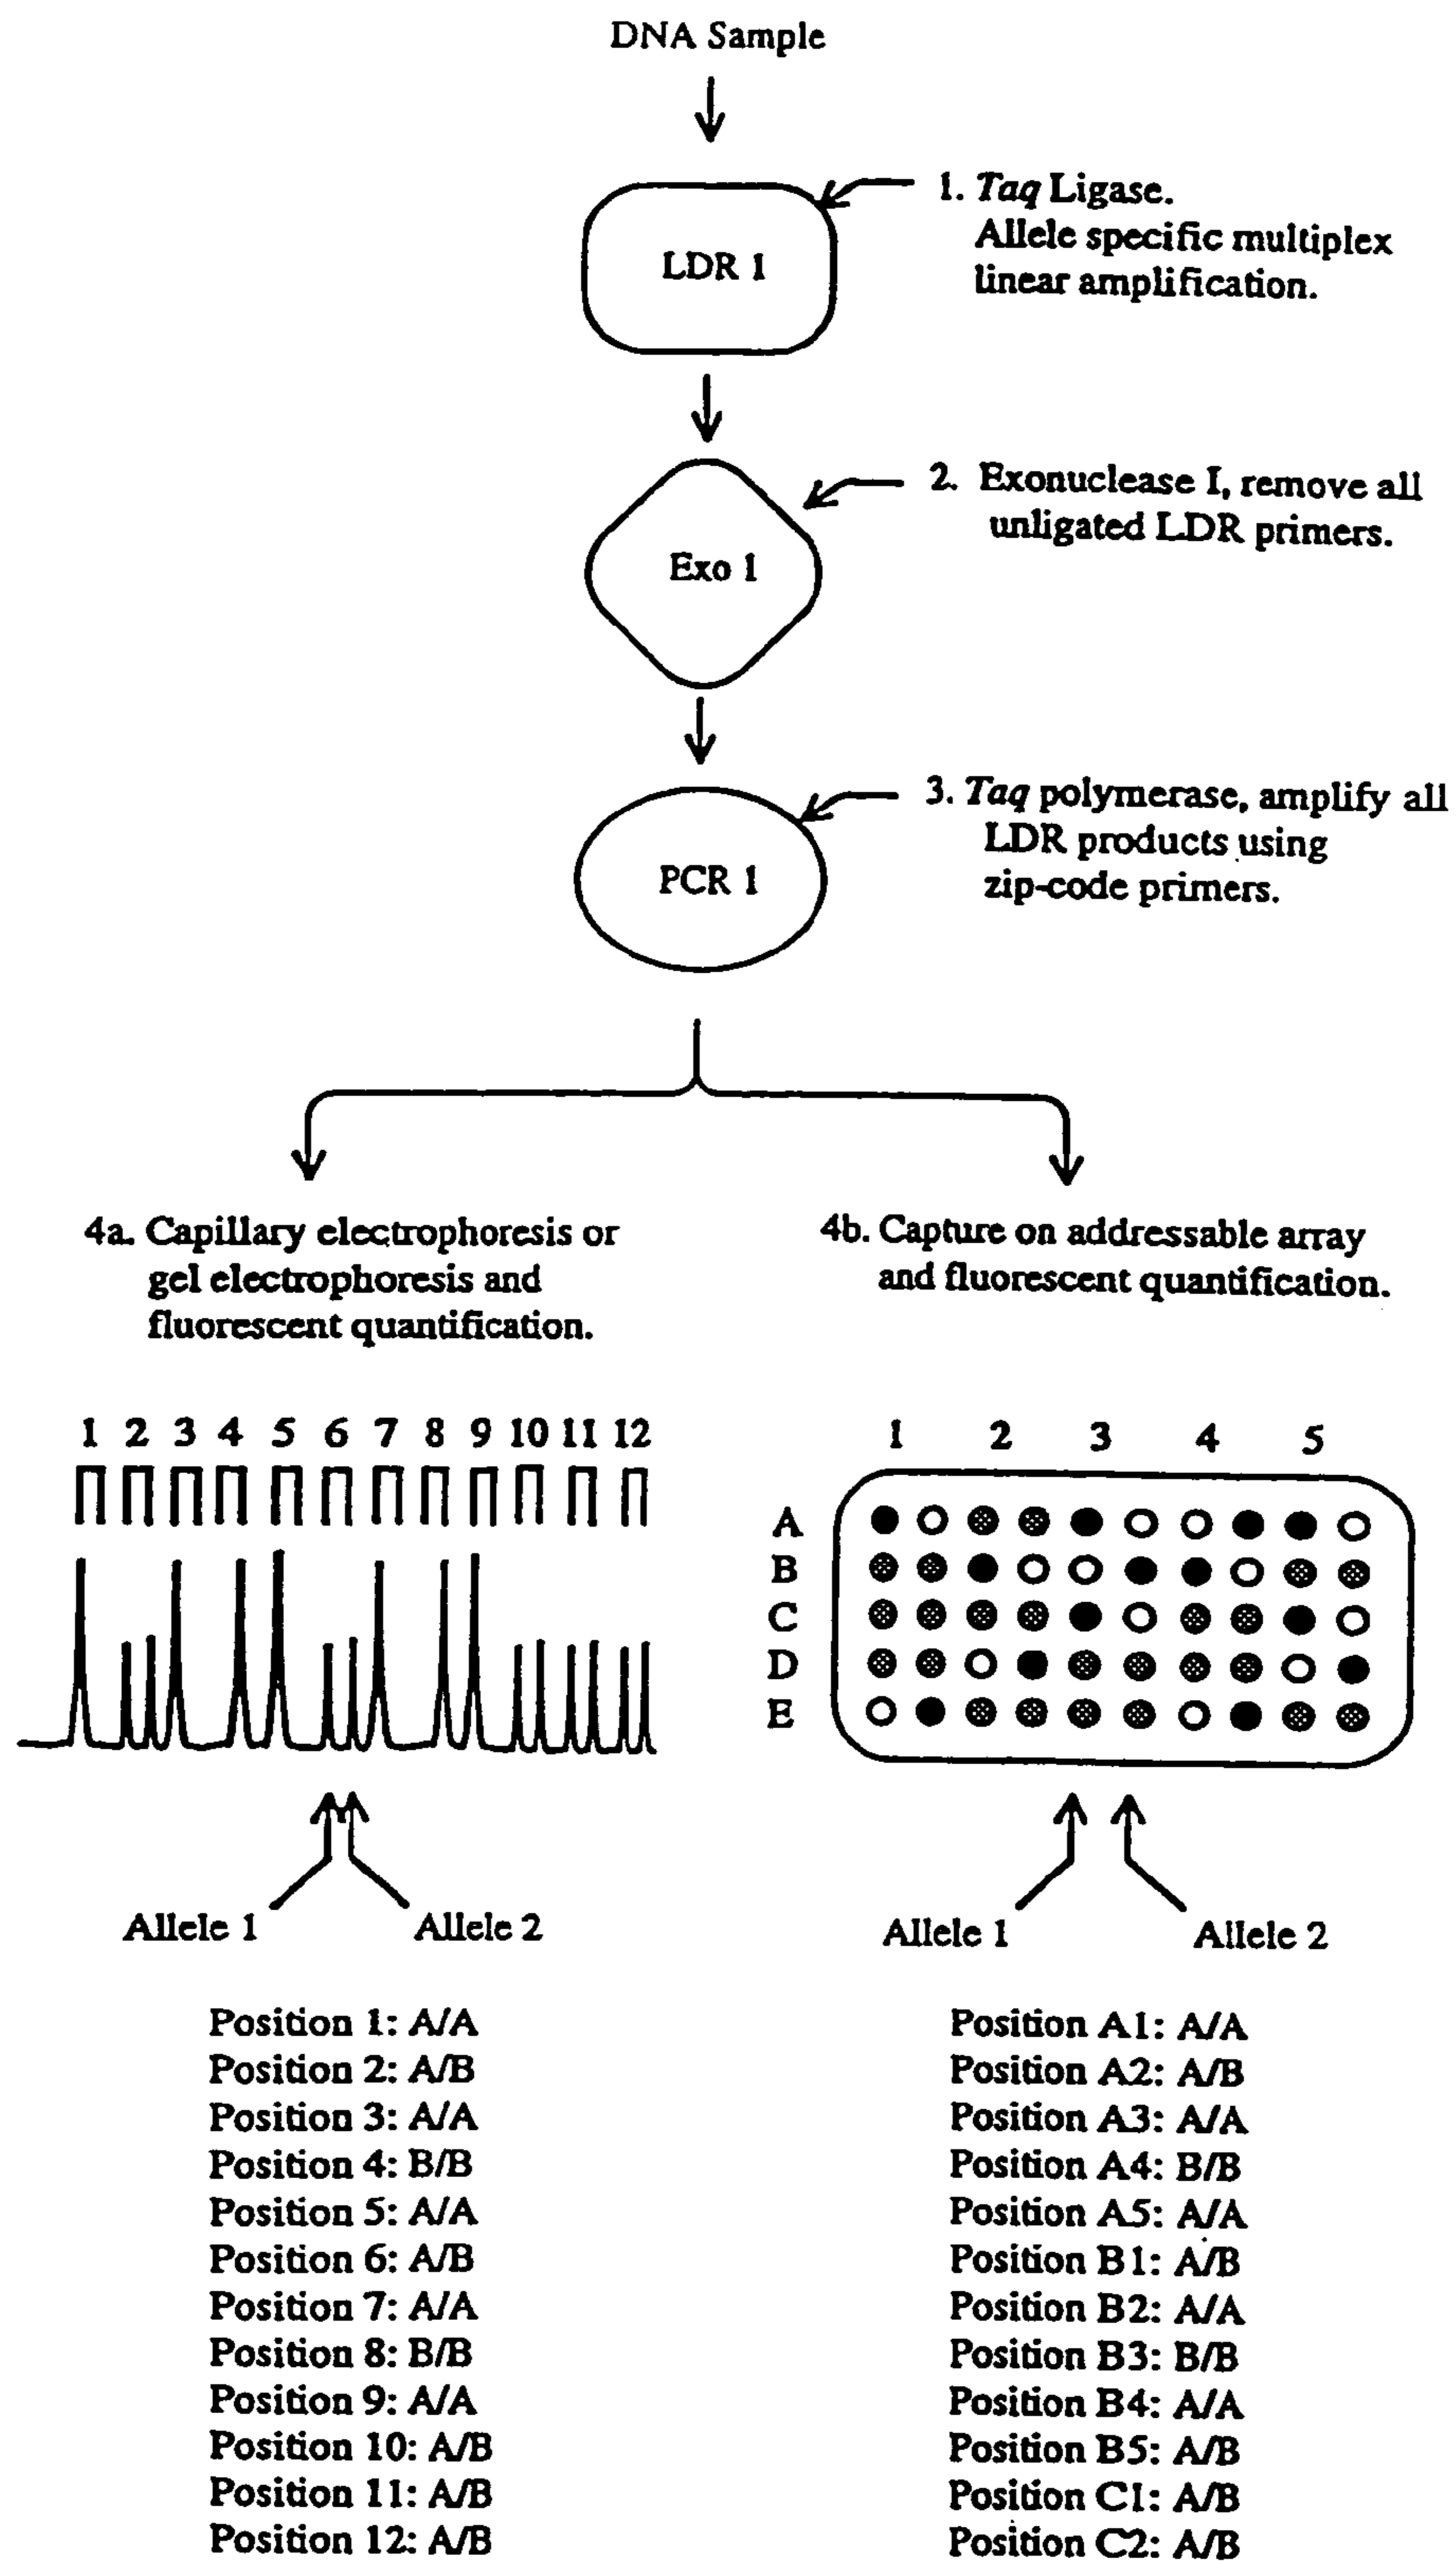 DNA Sample
LDR 1
1. Taq Ligase.
Allele specific multiplex
linear amplification.
Exo 1
2. Exonuclease I, remove all
unligated LDR primers.
PCR 1
3. Taq polymerase, amplify all
LDR products using
zip-code primers.
4a. Capillary electrophoresis or
gel electrophoresis and
fluorescent quantification.
1 2 3 4 5 6 7 8 9 10 11 12
Allele 1 Allele 2
Position 1: A/A
Position 2: A/B
Position 3: A/A
Position 4: B/B
Position 5: A/A
Position 6: A/B
Position 7: A/A
Position 8: B/B
Position 9: A/A
Position 10: A/B
Position 11: A/B
Position 12: A/B
4b. Capture on addressable array
and fluorescent quantification.
1 2 3 4 5
A
B
C
D
E
Allele 1 Allele 2
Position A1: A/A
Position A2: A/B
Position A3: A/A
Position A4: B/B
Position A5: A/A
Position B1: A/B
Position B2: A/A
Position B3: B/B
Position B4: A/A
Position B5: A/B
Position C1: A/B
Position C2: A/B